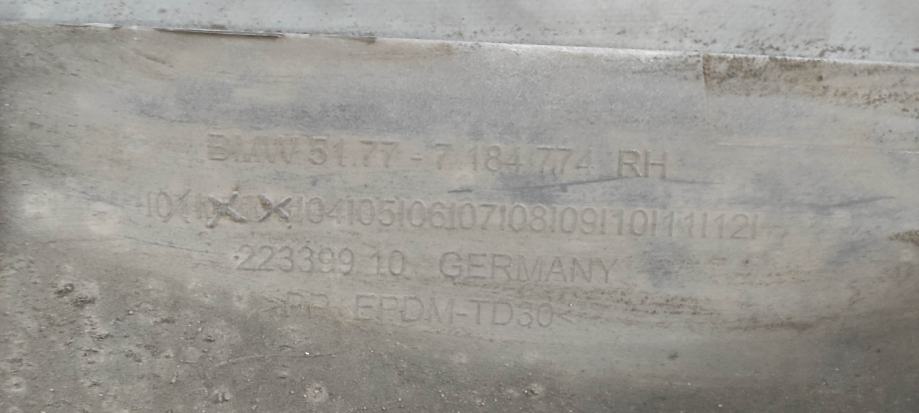 BMW 51.77 - 7 184 774 RH
|01|XX|04|05|06|07|08|09|10|11|12|
223399 10 GERMANY
>PP EPDM-TD30<